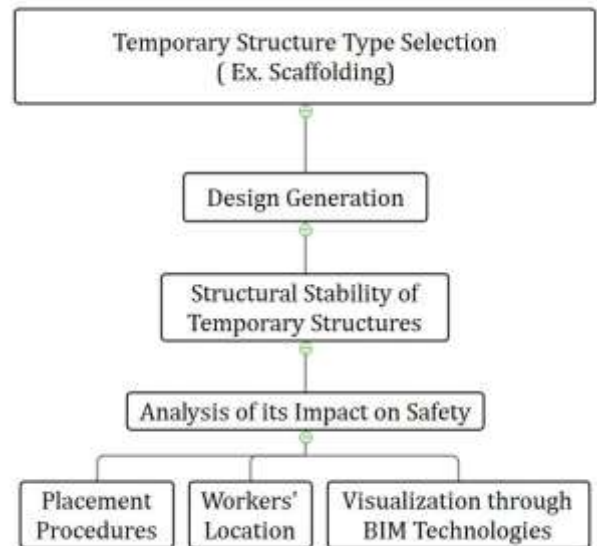 Temporary Structure Type Selection
( Ex. Scaffolding)
Design Generation
Structural Stability of
Temporary Structures
Analysis of its Impact on Safety
Placement
Procedures
Workers'
Location
Visualization through
BIM Technologies